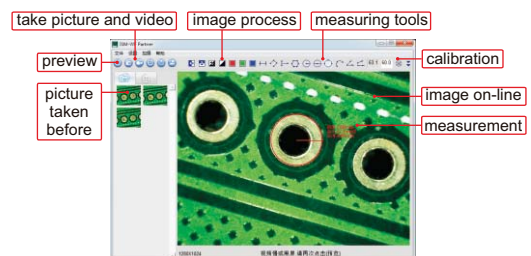 take picture and video
image process
measuring tools
preview
calibration
picture
taken
before
image on-line
measurement